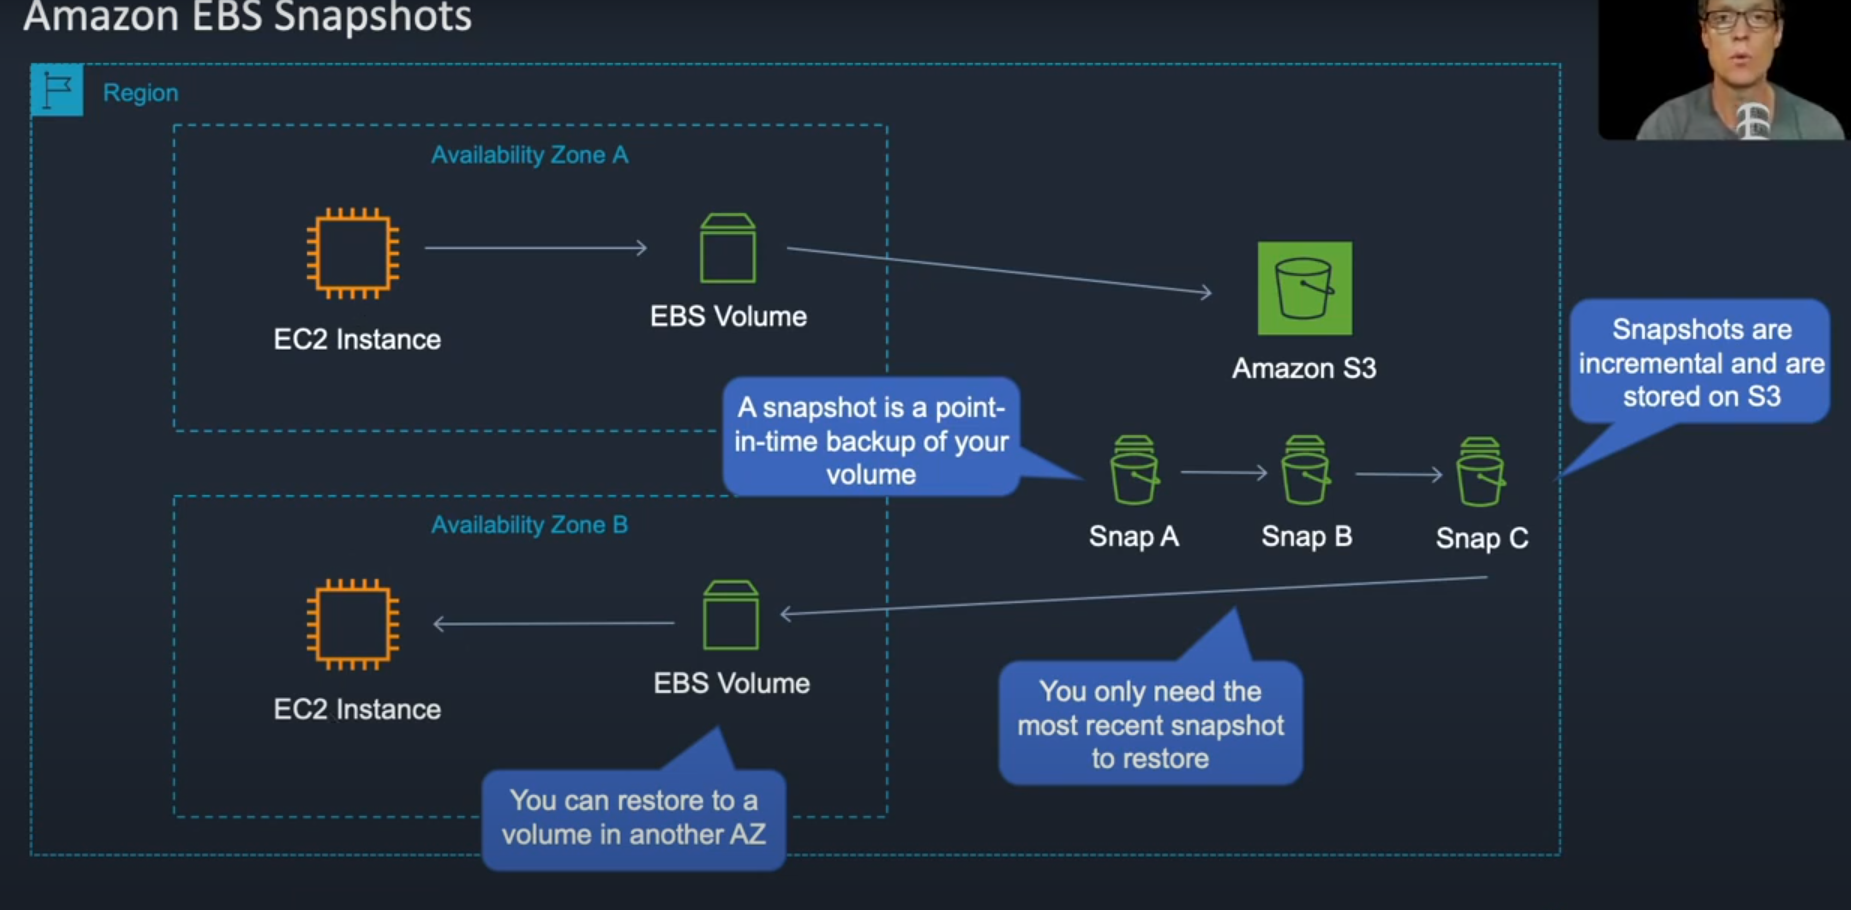 Amazon EBS Snapshots
Region
Availability Zone A
EC2 Instance
EBS Volume
Amazon S3
Snapshots are
incremental and are
stored on S3
A snapshot is a point-
in-time backup of your
volume
Snap A
Snap B
Snap C
Availability Zone B
EC2 Instance
EBS Volume
You only need the
most recent snapshot
to restore
You can restore to a
volume in another AZ